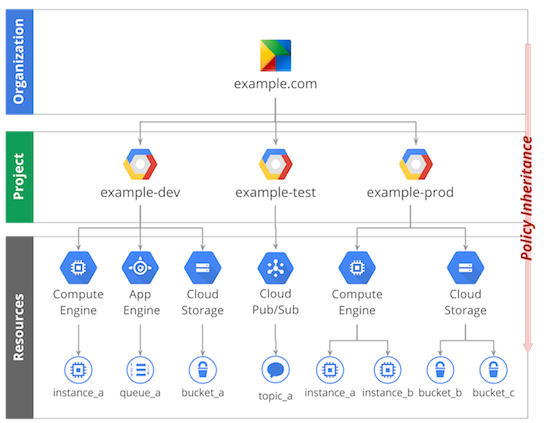 Organization
example.com
Policy Inheritance
Project
example-dev
example-test
example-prod
Resources
Compute
Engine
App
Engine
Cloud
Storage
Cloud
Pub/Sub
Compute
Engine
Cloud
Storage
instance_a
queue_a
bucket_a
topic_a
instance_a
instance_b
bucket_b
bucket_c